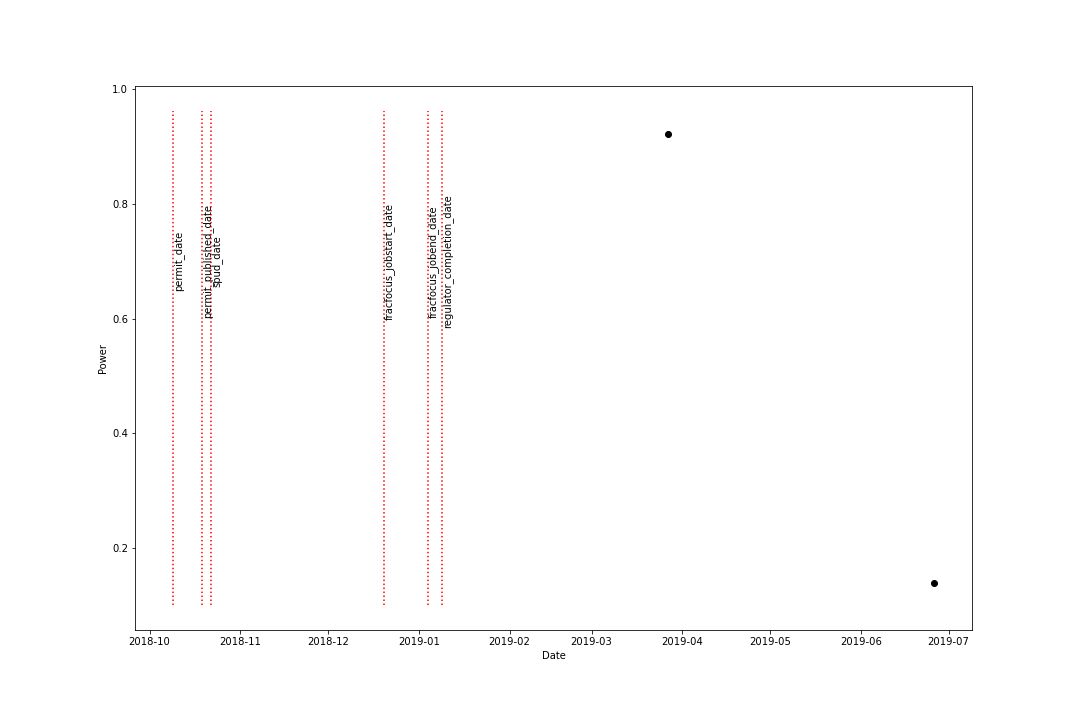 1.0
0.8
0.6
0.4
0.2
Power
permit_date
permit_published_date
spud_date
fracfocus_jobstart_date
fracfocus_jobend_date
regulator_completion_date
2018-10
2018-11
2018-12
2019-01
2019-02
2019-03
2019-04
2019-05
2019-06
2019-07
Date